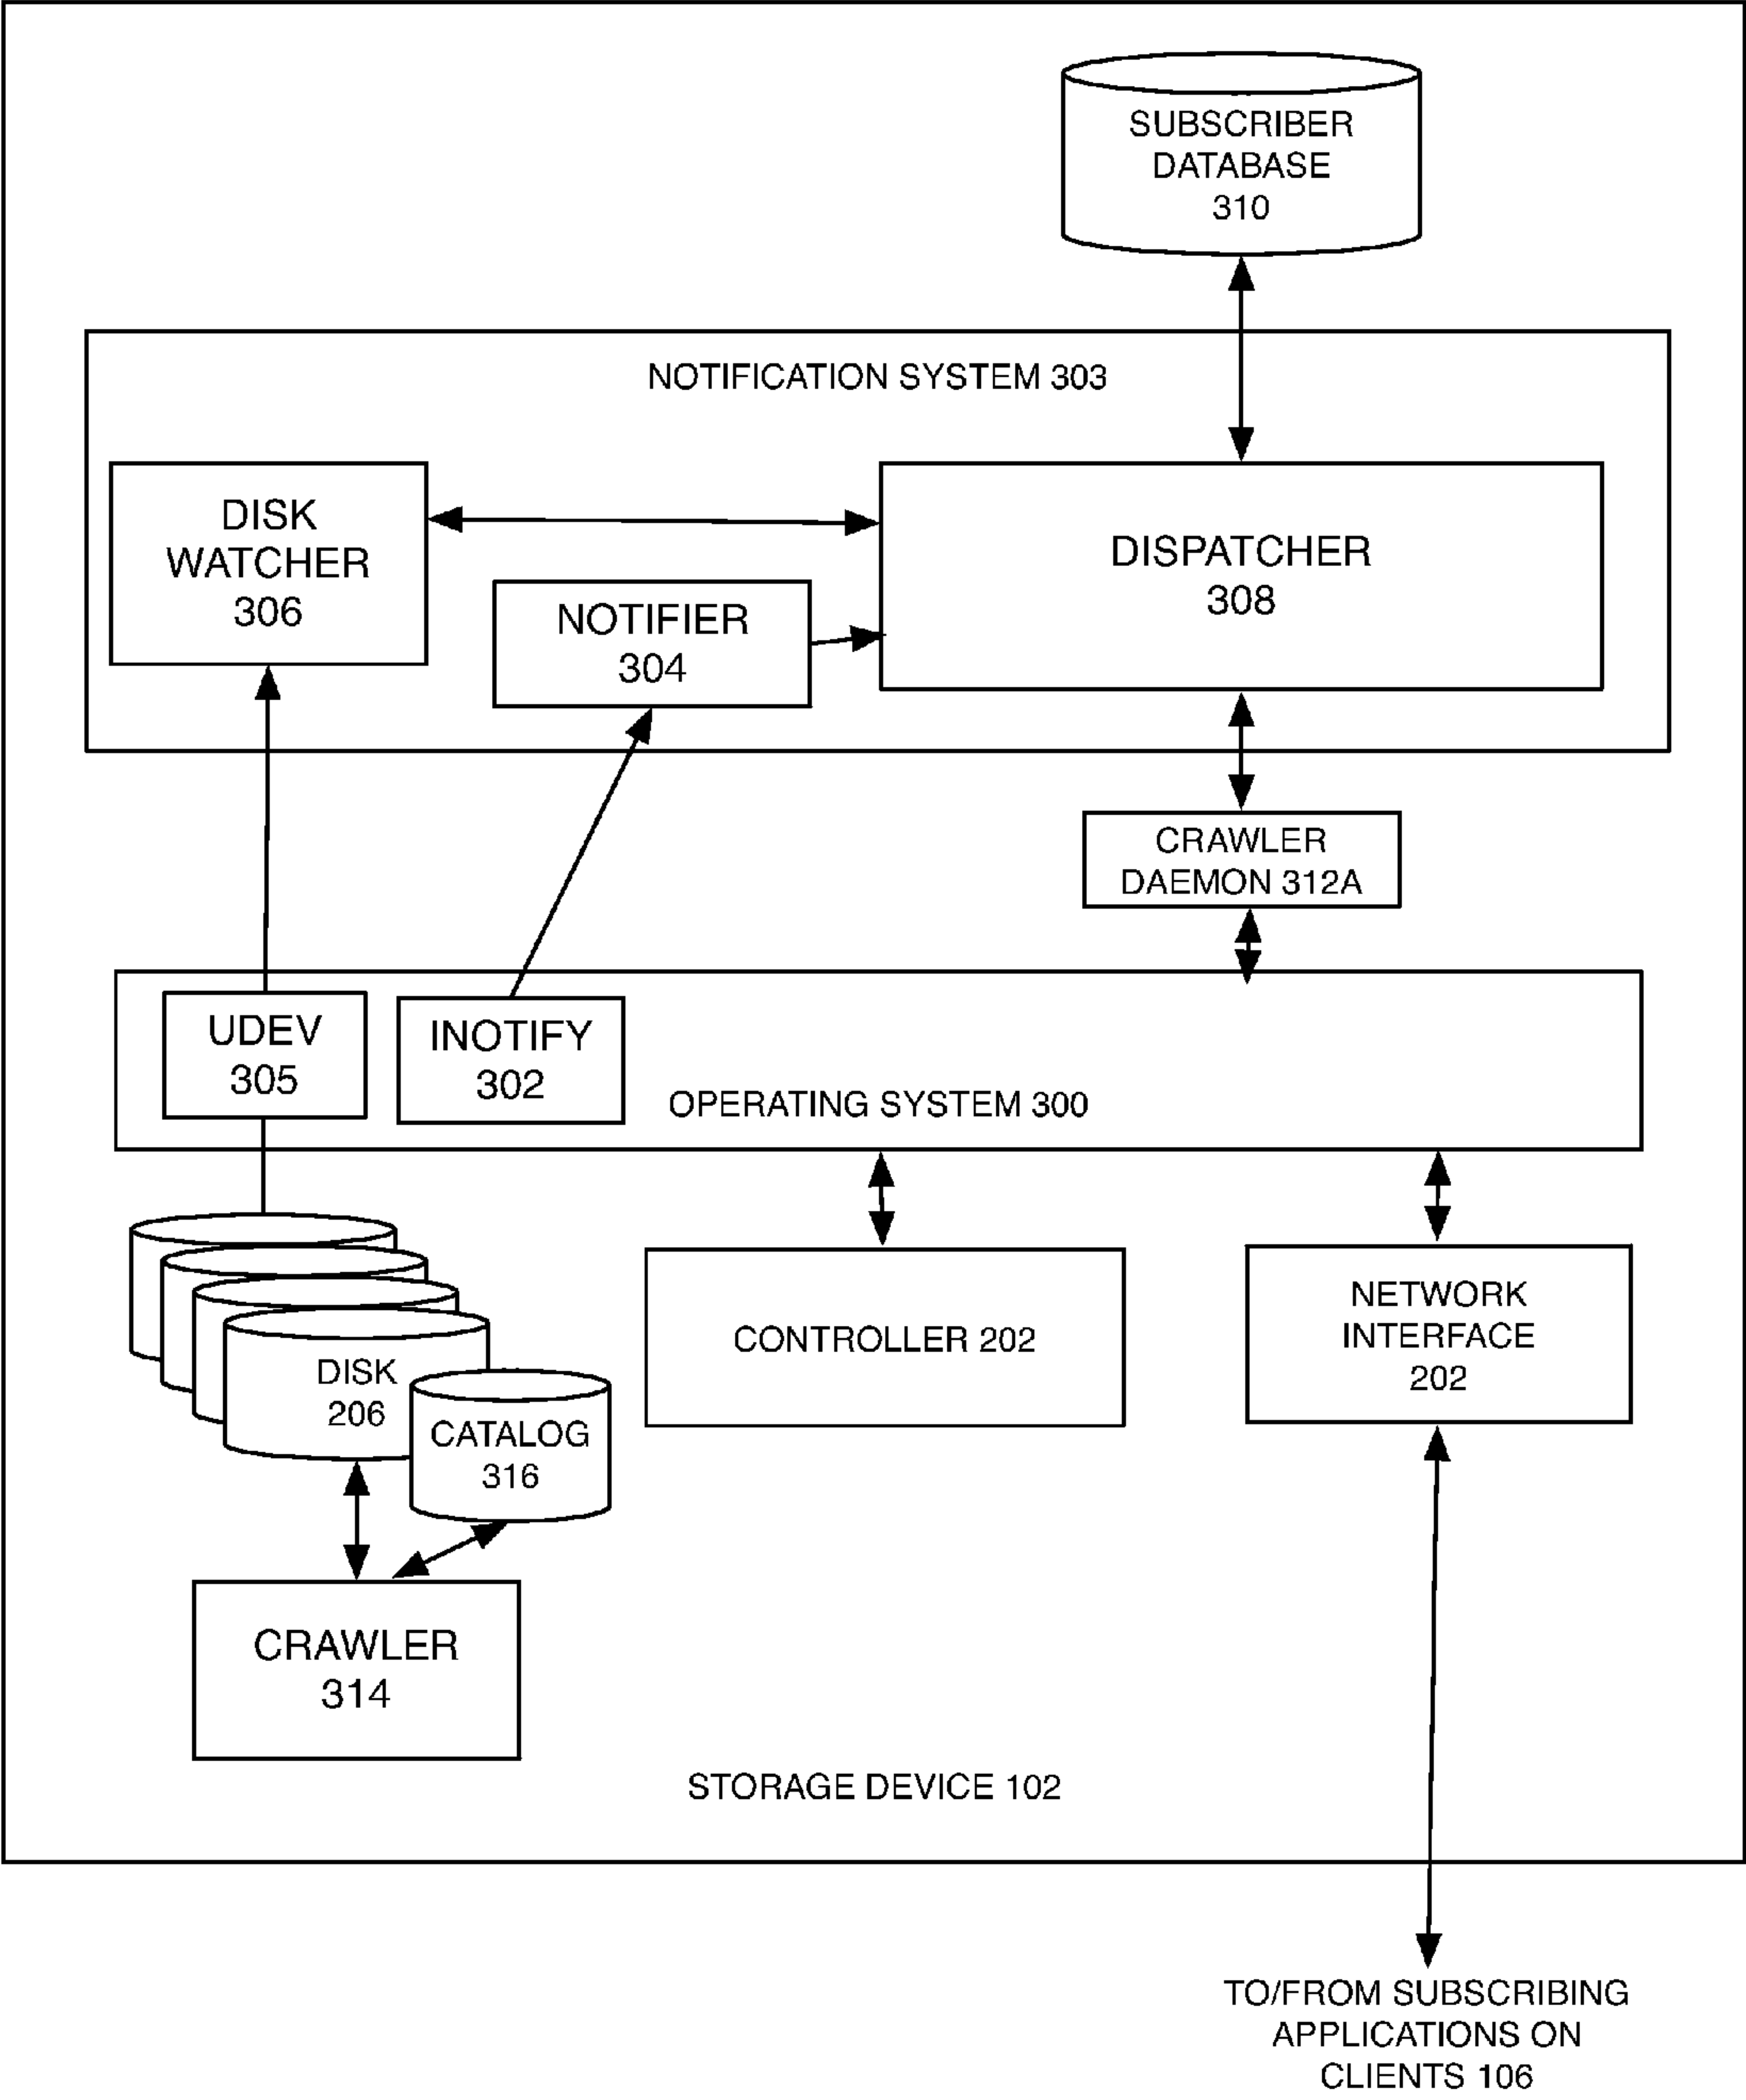 SUBSCRIBER
DATABASE
310
NOTIFICATION SYSTEM 303
DISK
WATCHER
306
DISPATCHER
308
NOTIFIER
304
CRAWLER
DAEMON 312A
UDEV
305
INOTIFY
302
OPERATING SYSTEM 300
DISK
206
CATALOG
316
CONTROLLER 202
NETWORK
INTERFACE
202
CRAWLER
314
STORAGE DEVICE 102
TO/FROM SUBSCRIBING
APPLICATIONS ON
CLIENTS 106